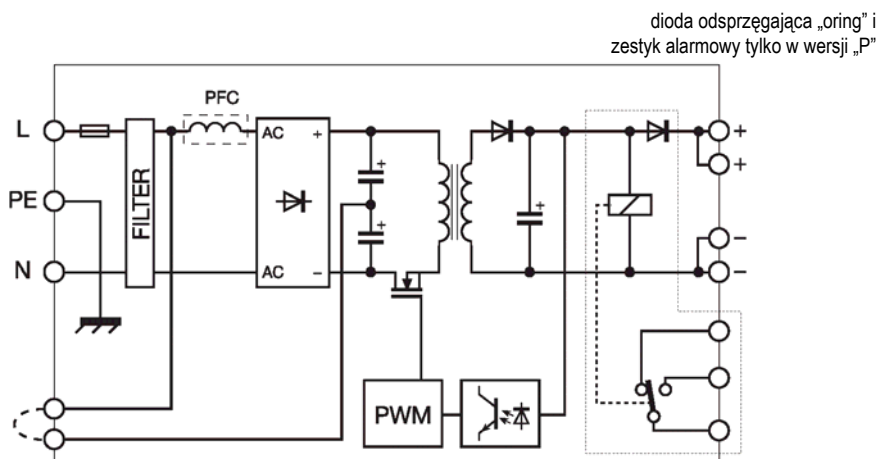 dioda odsprzęgająca „oring” i
zestyk alarmowy tylko w wersji „P”
PFC
L
AC
+
+
+
+
PE
FILTER
+
+
−
N
AC
−
−
PWM